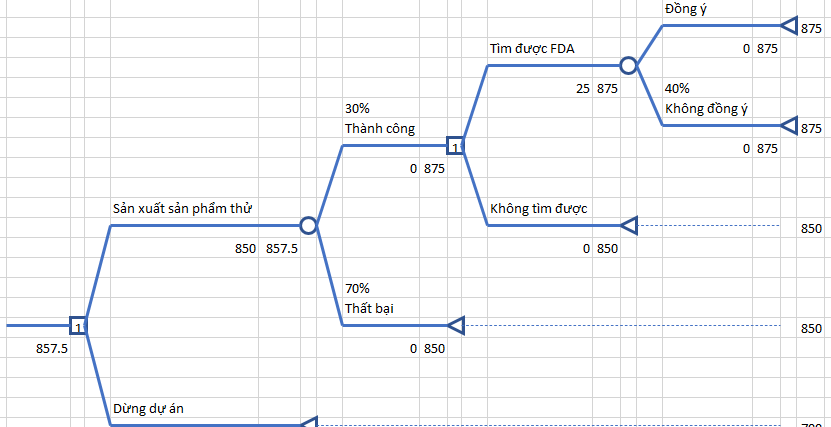 Đồng ý
875
0 875
Tìm được FDA
25 875
40%
Không đồng ý
875
0 875
30%
Thành công
1
0 875
Không tìm được
850
0 850
Sản xuất sản phẩm thử
850 857.5
70%
Thất bại
850
0 850
1
857.5
Dừng dự án